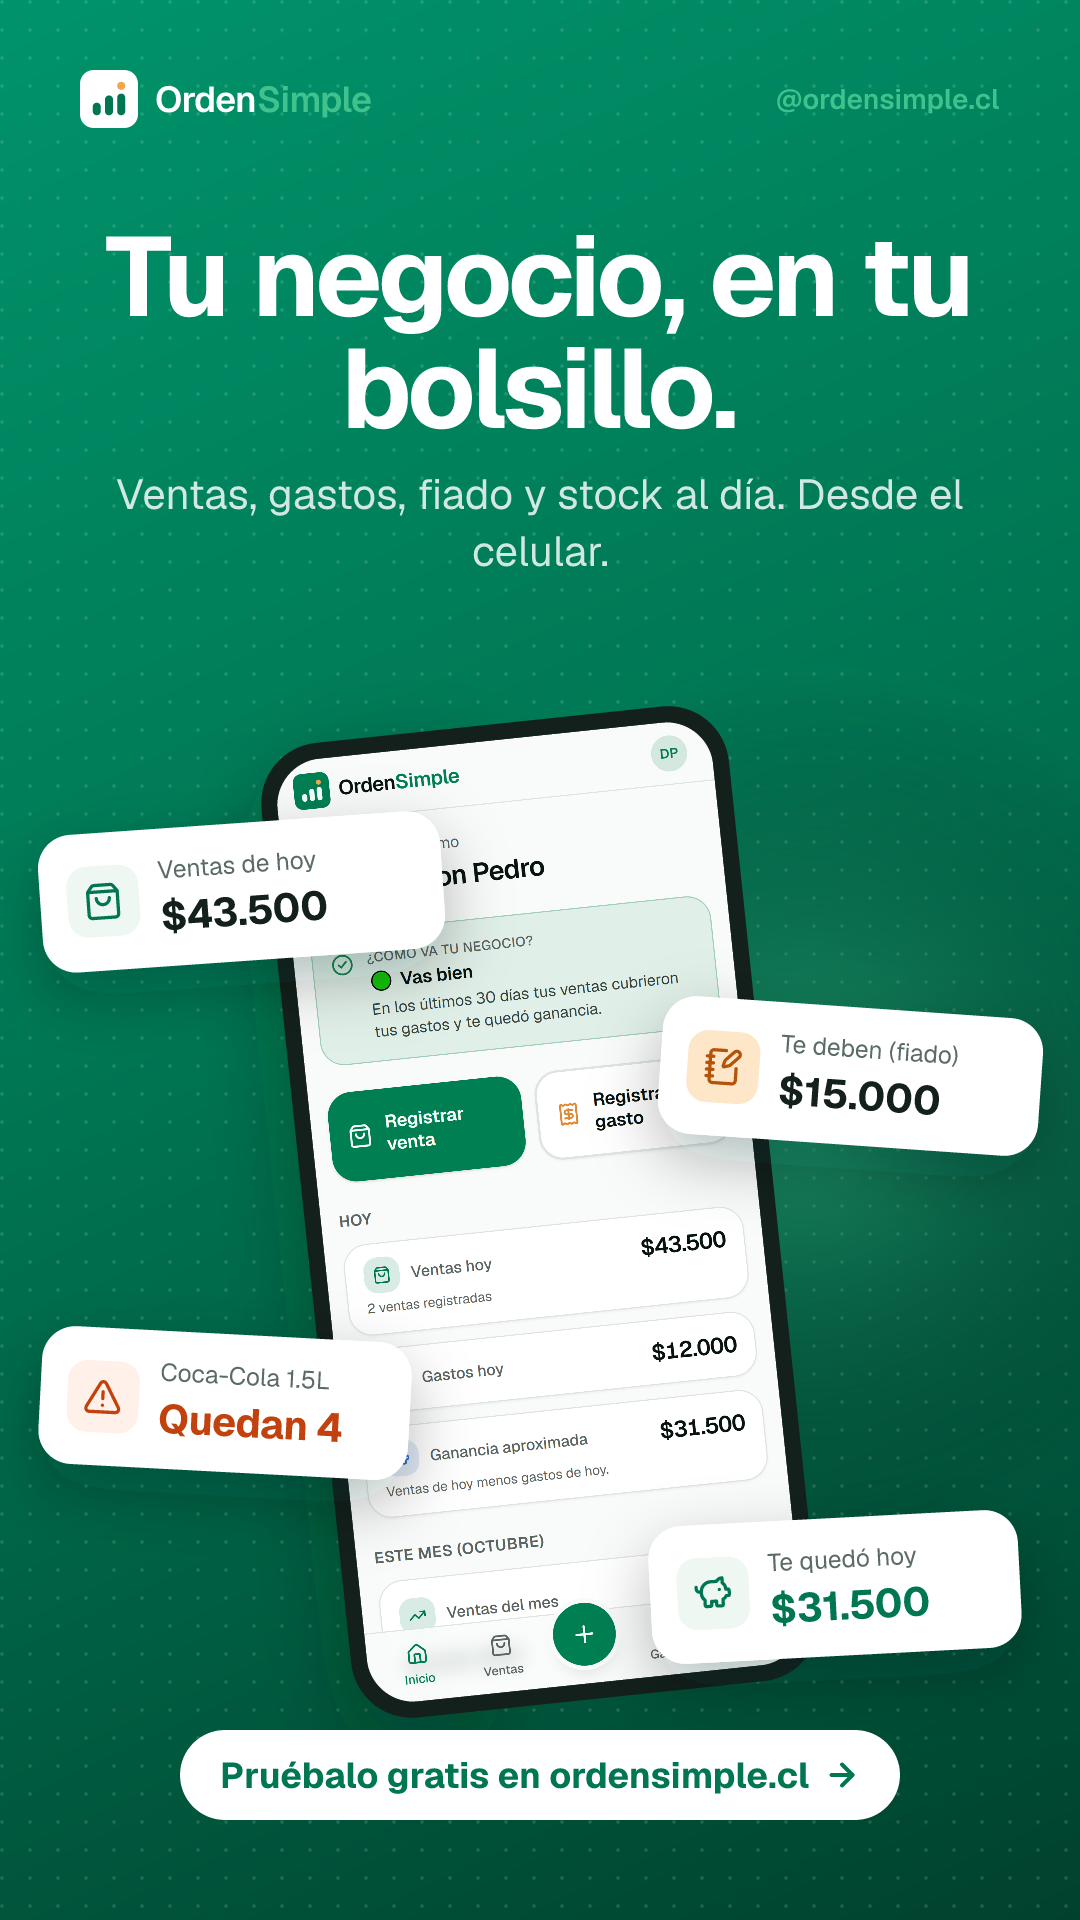 OrdenSimple
@ordensimple.cl
Tu negocio, en tu
bolsillo.
Ventas, gastos, fiado y stock al día. Desde el
celular.
OrdenSimple
DP
on Pedro
Ventas de hoy
$43.500
¿CÓMO VA TU NEGOCIO?
Vas bien
En los últimos 30 días tus ventas cubrieron
tus gastos y te quedó ganancia.
Te deben (fiado)
$15.000
Registrar
venta
Registra
gasto
HOY
Ventas hoy
$43.500
2 ventas registradas
Gastos hoy
$12.000
Coca-Cola 1.5L
Quedan 4
Ganancia aproximada
$31.500
Ventas de hoy menos gastos de hoy.
ESTE MES (OCTUBRE)
Ventas del mes
Te quedó hoy
$31.500
Inicio
Ventas
Pruébalo gratis en ordensimple.cl →